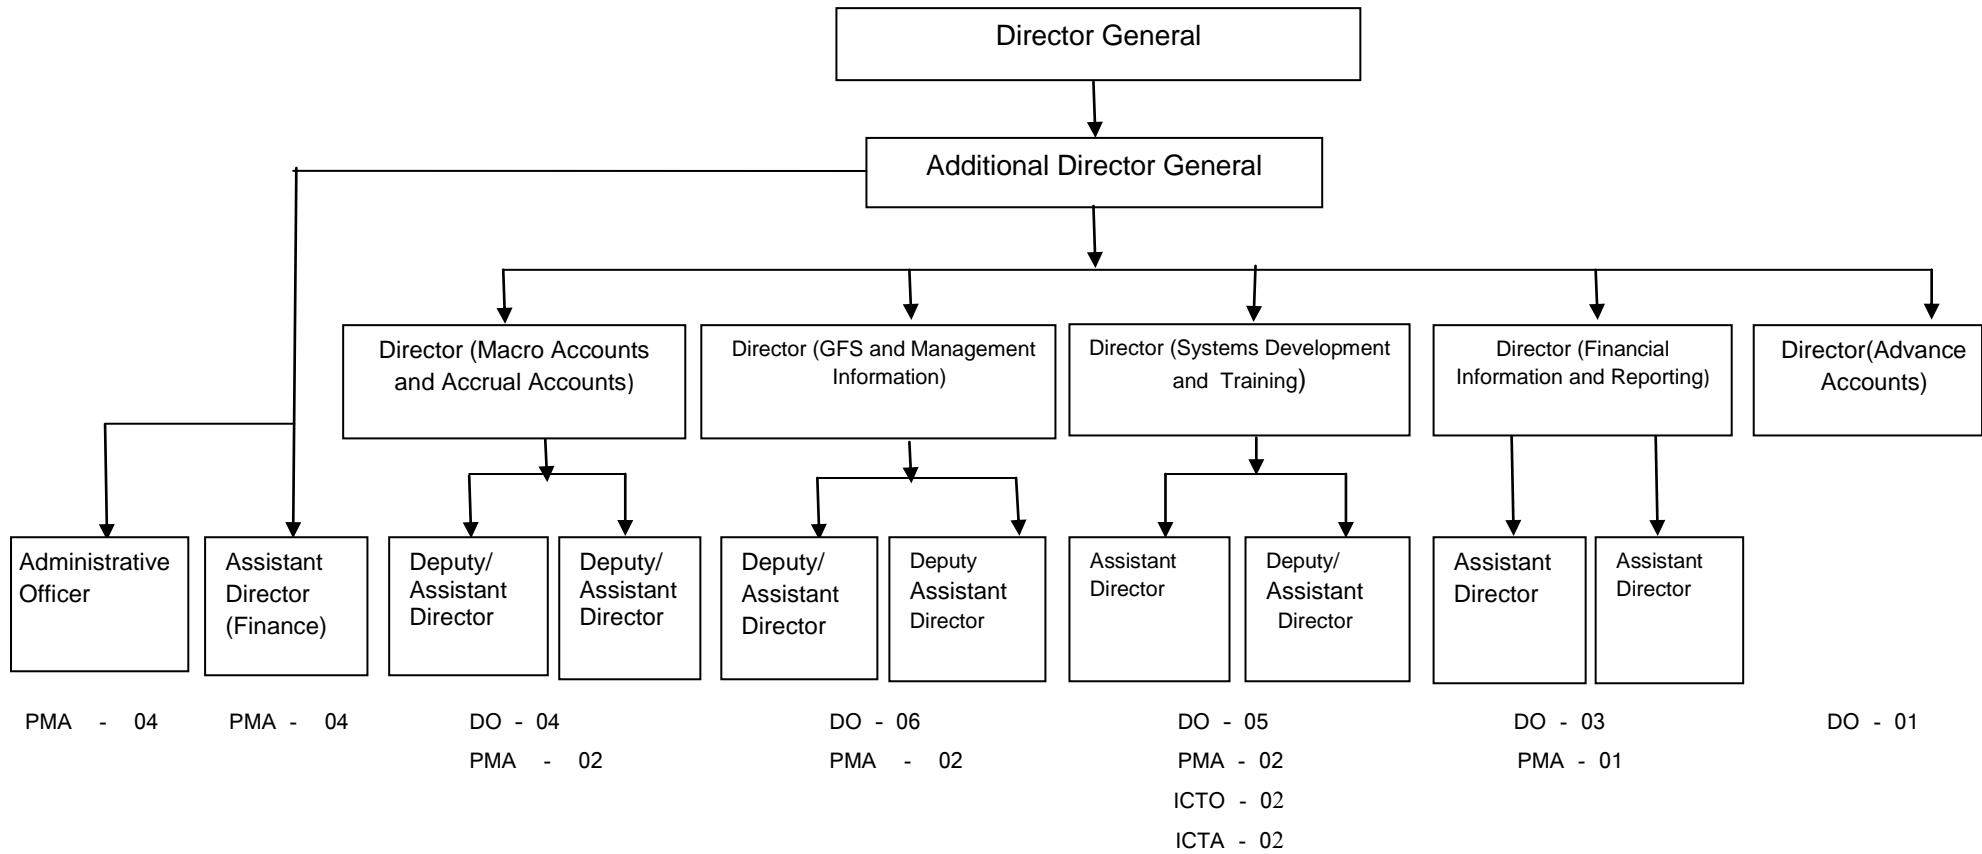 Director General
Additional Director General
Director (Macro Accounts
and Accrual Accounts)
Director (GFS and Management
Information)
Director (Systems Development
and Training)
Director (Financial
Information and Reporting)
Director(Advance
Accounts)
Administrative
Officer
Assistant
Director
(Finance)
Deputy/
Assistant
Director
Deputy/
Assistant
Director
Deputy/
Assistant
Director
Deputy
Assistant
Director
Assistant
Director
Deputy/
Assistant
Director
Assistant
Director
Assistant
Director
PMA - 04
PMA - 04
DO - 04
PMA - 02
DO - 06
PMA - 02
DO - 05
PMA - 02
ICTO - 02
ICTA - 02
DO - 03
PMA - 01
DO - 01